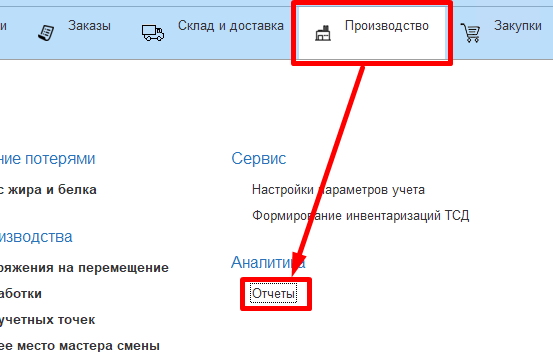 и Заказы Склад и доставка Производство Закупки
ние потерями
с жира и белка
изводства
ряжения на перемещение
аботки
учетных точек
ее место мастера смены
Сервис
Настройки параметров учета
Формирование инвентаризаций ТСД
Аналитика
Отчеты